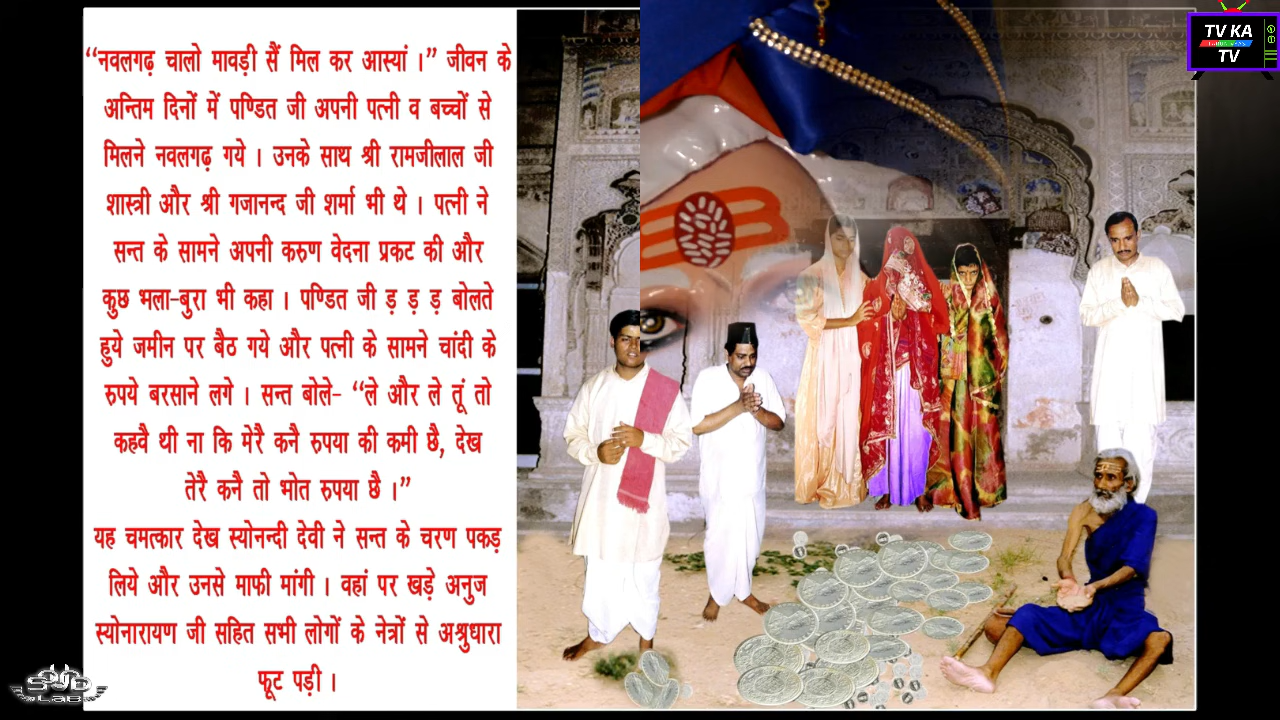 “नवलगढ़ चालो मावड़ी सैं मिल कर आस्यां ।” जीवन के
अन्तिम दिनों में पण्डित जी अपनी पत्नी व बच्चों से
मिलने नवलगढ़ गये । उनके साथ श्री रामजीलाल जी
शास्त्री और श्री गजानन्द जी शर्मा भी थे । पत्नी ने
सन्त के सामने अपनी करुण वेदना प्रकट की और
कुछ भला-बुरा भी कहा । पण्डित जी ड़ ड़ ड़ बोलते
हुये जमीन पर बैठ गये और पत्नी के सामने चांदी के
रुपये बरसाने लगे । सन्त बोले- “ले और ले तूं तो
कहवै थी ना कि मेरै कनै रुपया की कमी छै, देख
तेरै कनै तो भोत रुपया छै ।”
यह चमत्कार देख स्योनन्दी देवी ने सन्त के चरण पकड़
लिये और उनसे माफी मांगी । वहां पर खड़े अनुज
स्योनारायण जी सहित सभी लोगों के नेत्रों से अश्रुधारा
फूट पड़ी ।
TV KA
TV
LAB